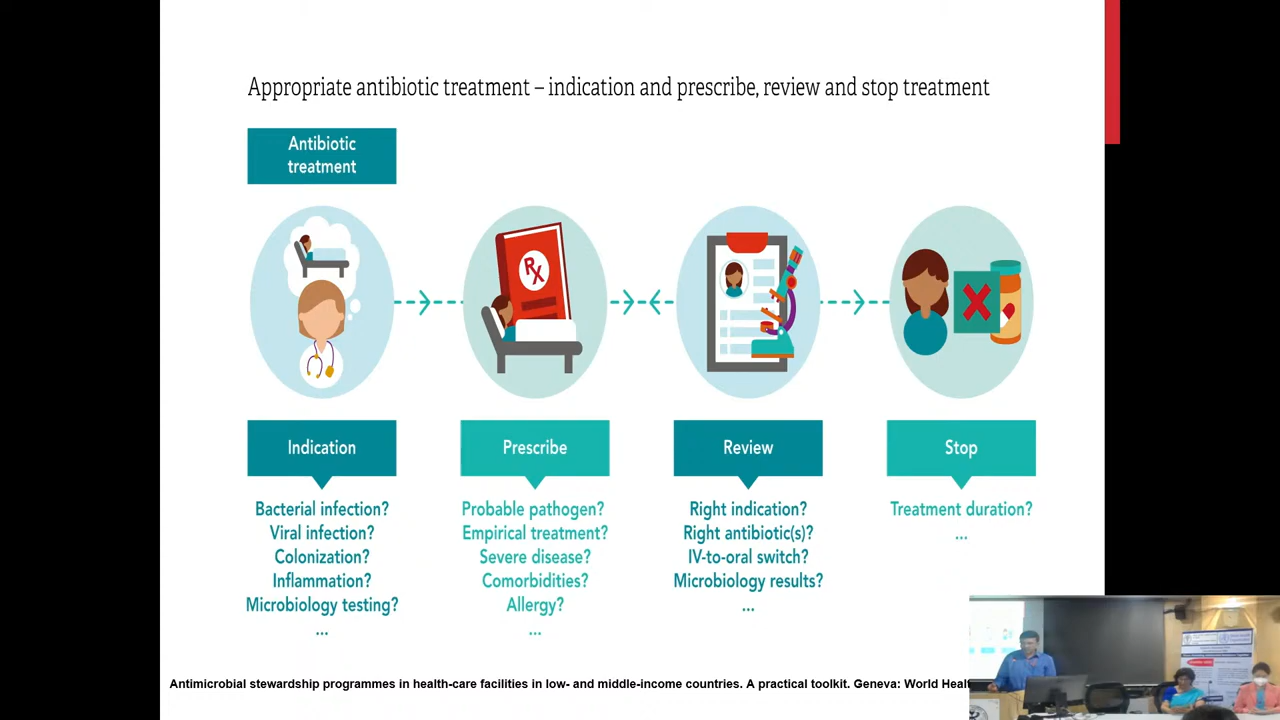 Appropriate antibiotic treatment – indication and prescribe, review and stop treatment
Antibiotic
treatment
RX
Indication
Bacterial infection?
Viral infection?
Colonization?
Inflammation?
Microbiology testing?
...
Prescribe
Probable pathogen?
Empirical treatment?
Severe disease?
Comorbidities?
Allergy?
...
Review
Right indication?
Right antibiotic(s)?
IV-to-oral switch?
Microbiology results?
...
Stop
Treatment duration?
...
Antimicrobial stewardship programmes in health-care facilities in low- and middle-income countries. A practical toolkit. Geneva: World